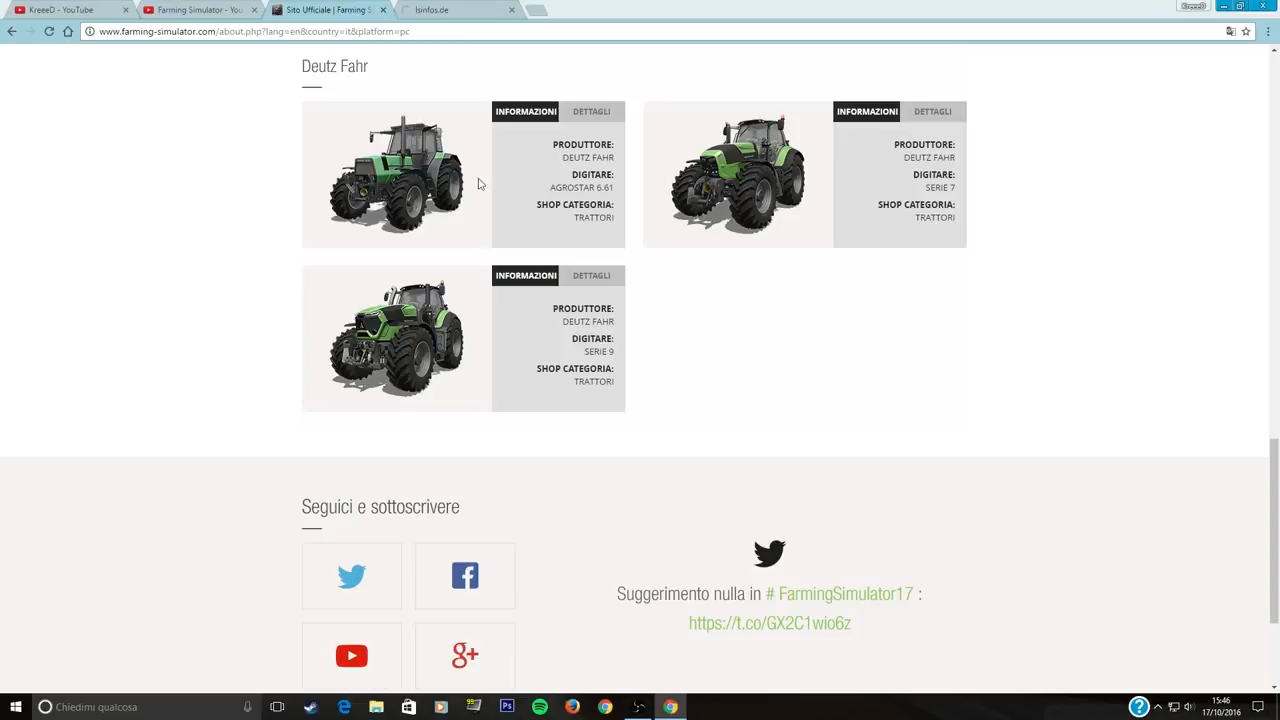 KreeeD - YouTube
Farming Simulator - You
Sito Ufficiale | Farming S
lsinfos.de
KreeeD
www.farming-simulator.com/about.php?lang=en&country=it&platform=pc
Deutz Fahr
INFORMAZIONI DETTAGLI
PRODUTTORE:
DEUTZ FAHR
DIGITARE:
AGROSTAR 6.61
SHOP CATEGORIA:
TRATTORI
INFORMAZIONI DETTAGLI
PRODUTTORE:
DEUTZ FAHR
DIGITARE:
SERIE 7
SHOP CATEGORIA:
TRATTORI
INFORMAZIONI DETTAGLI
PRODUTTORE:
DEUTZ FAHR
DIGITARE:
SERIE 9
SHOP CATEGORIA:
TRATTORI
Seguici e sottoscrivere
Suggerimento nulla in # FarmingSimulator17 :
https://t.co/GX2C1wio6z
g+
Chiedimi qualcosa
Ps
15:46
17/10/2016